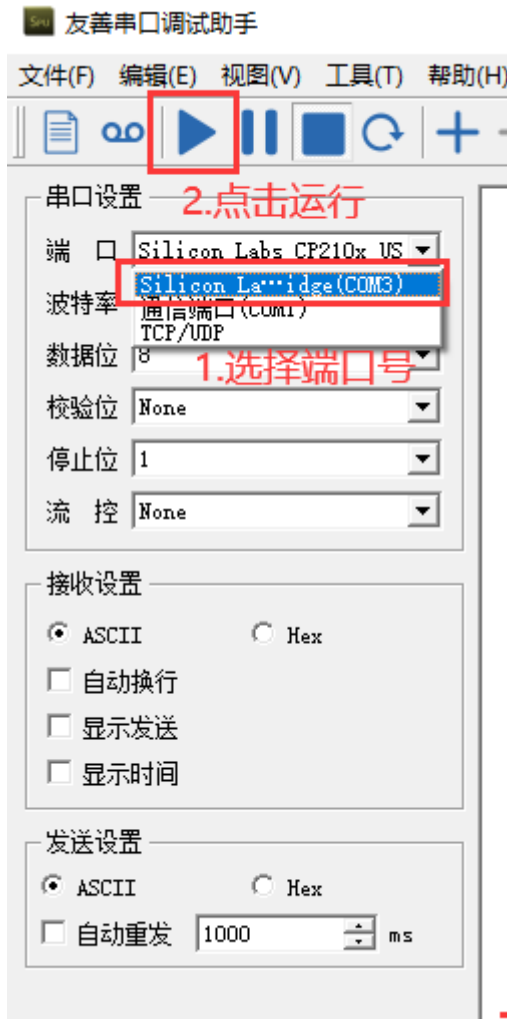 友善串口调试助手
文件(F) 编辑(E) 视图(V) 工具(T) 帮助(H)
串口设置
2.点击运行
端 口 Silicon Labs CP210x US
Silicon La…idge(COM3)
波特率 通信端口(COM1)
TCP/UDP
数据位 8
1.选择端口号
校验位 None
停止位 1
流 控 None
接收设置
ASCII Hex
自动换行
显示发送
显示时间
发送设置
ASCII Hex
自动重发 1000 ms